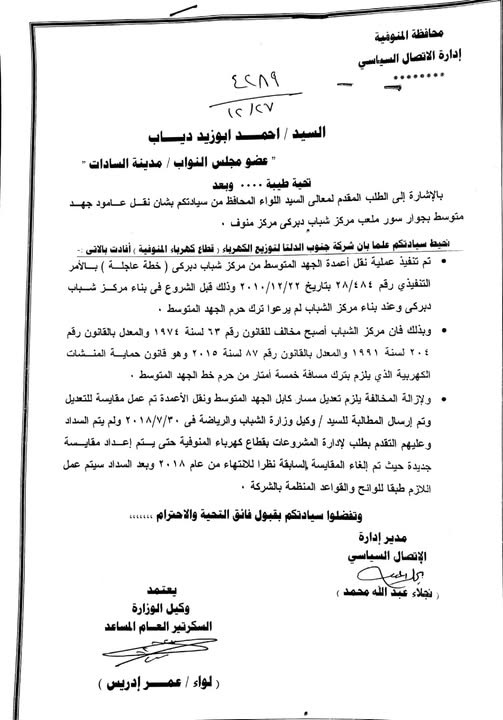 محافظة المنوفية
إدارة الاتصال السياسي
********
٤٢٨٩
١٢/٢٧
السيد / احمد ابوزيد دياب
" عضو مجلس النواب / مدينة السادات "
تحية طيبة .... وبعد
بالإشارة إلى الطلب المقدم لمعالى السيد اللواء المحافظ من سيادتكم بشان نقل عامود جهد
متوسط بجوار سور ملعب مركز شباب دبركى مركز منوف .
نحيط سيادتكم علما بان شركة جنوب الدلتا لتوزيع الكهرباء ( قطاع كهرباء المنوفية ) أفادت بالاتى :-
• تم تنفيذ عملية نقل أعمدة الجهد المتوسط من مركز شباب دبركى ( خطة عاجلة ) بالأمر
التنفيذي رقم ٢٨/٤٨٤ بتاريخ ٢٠١٠/١٢/٢٢ وذلك قبل الشروع فى بناء مركز شباب
دبركى وعند بناء مركز الشباب لم يرعوا ترك حرم الجهد المتوسط .
• وبذلك فان مركز الشباب أصبح مخالف للقانون رقم ٦٣ لسنة ١٩٧٤ والمعدل بالقانون رقم
٢٠٤ لسنة ١٩٩١ والمعدل بالقانون رقم ٨٧ لسنة ٢٠١٥ وهو قانون حماية المنشات
الكهربية الذي يلزم بترك مسافة خمسة أمتار من حرم خط الجهد المتوسط .
• ولإزالة المخالفة يلزم تعديل مسار كابل الجهد المتوسط ونقل الأعمدة تم عمل مقايسة للتعديل
وتم إرسال المطالبة للسيد / وكيل وزارة الشباب والرياضة فى ٢٠١٨/٧/٣٠ ولم يتم السداد
وعليهم التقدم بطلب لإدارة المشروعات بقطاع كهرباء المنوفية حتى يتم إعداد مقايسة
جديدة حيث تم إلغاء المقايسة السابقة نظرا للانتهاء من عام ٢٠١٨ وبعد السداد سيتم عمل
اللازم طبقا للوائح والقواعد المنظمة بالشركة .
وتفضلوا سيادتكم بقبول فائق التحية والاحترام ,,,,,,,
مدير إدارة
الإتصال السياسي
( نجلاء عبد الله محمد )
يعتمد
وكيل الوزارة
السكرتير العام المساعد
( لواء / عمر إدريس )